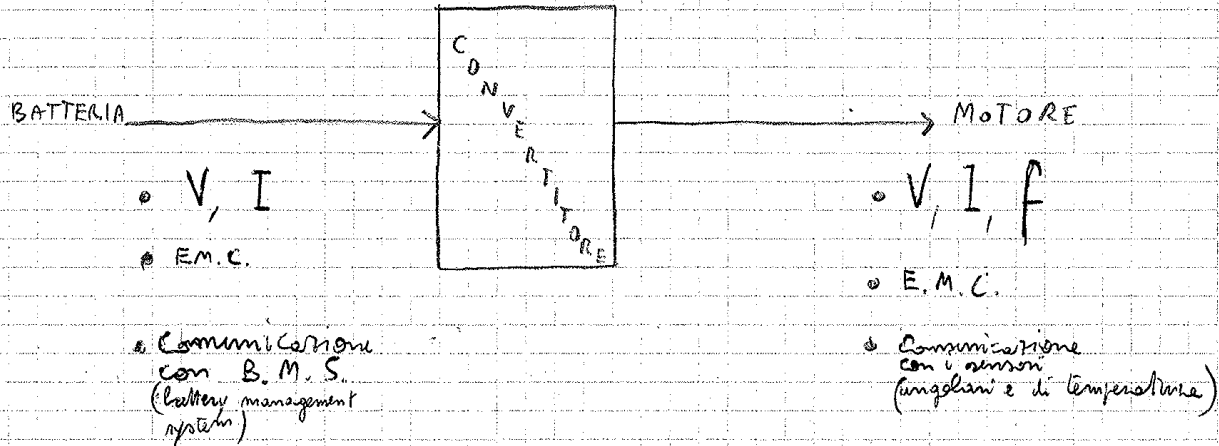 CONVERTITORE
BATTERIA
MOTORE
• V, I
• E.M.C.
• Comunicazione
con B.M.S.
(battery management
system)
• V, I, f
• E.M.C.
• Comunicazione
con i sensori
(angolari e di temperatura)